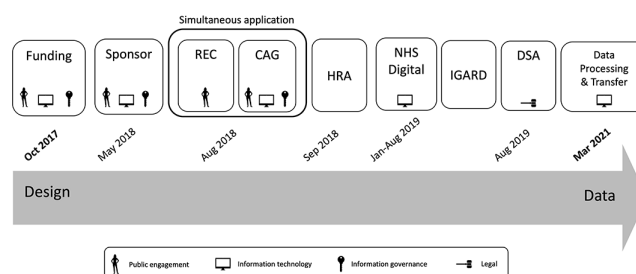 Simultaneous application
Funding
Sponsor
REC
CAG
HRA
NHS
Digital
IGARD
DSA
Data
Processing
& Transfer
Oct 2017
May 2018
Aug 2018
Sep 2018
Jan-Aug 2019
Aug 2019
Mar 2021
Design
Data
Public engagement
Information technology
Information governance
Legal